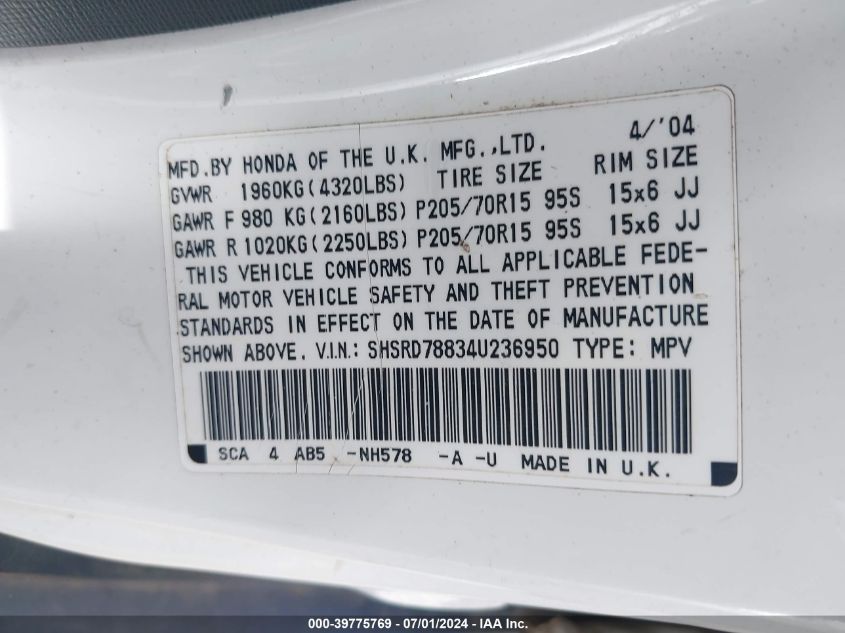 4/'04
MFD.BY HONDA OF THE U.K. MFG.,LTD.
GVWR 1960KG(4320LBS) TIRE SIZE RIM SIZE
GAWR F 980 KG(2160LBS) P205/70R15 95S 15x6 JJ
GAWR R 1020KG(2250LBS) P205/70R15 95S 15x6 JJ
THIS VEHICLE CONFORMS TO ALL APPLICABLE FEDE-
RAL MOTOR VEHICLE SAFETY AND THEFT PREVENTION
STANDARDS IN EFFECT ON THE DATE OF MANUFACTURE
SHOWN ABOVE. V.I.N.: SHSRD78834U236950 TYPE: MPV
SCA 4 AB5 -NH578 -A -U MADE IN U.K.
000-39775769 / 07/01/2024 - IAA Inc.